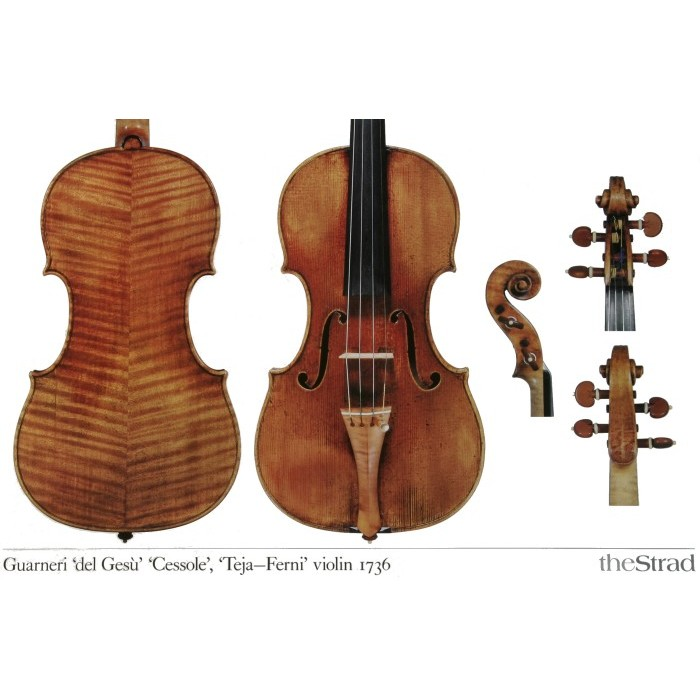 Guarneri ‘del Gesù’ ‘Cessole’, ‘Teja–Ferni’ violin 1736
theStrad